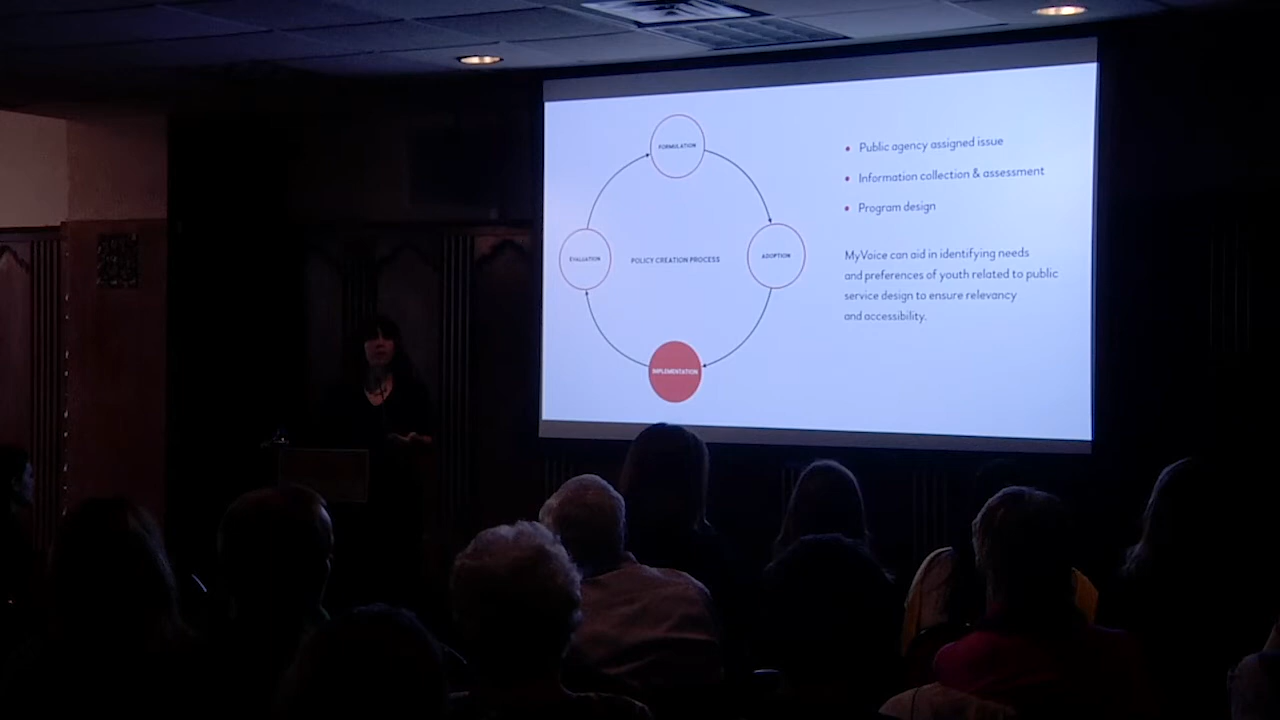 FORMULATION
EVALUATION
POLICY CREATION PROCESS
ADOPTION
IMPLEMENTATION
• Public agency assigned issue
• Information collection & assessment
• Program design
MyVoice can aid in identifying needs
and preferences of youth related to public
service design to ensure relevancy
and accessibility.